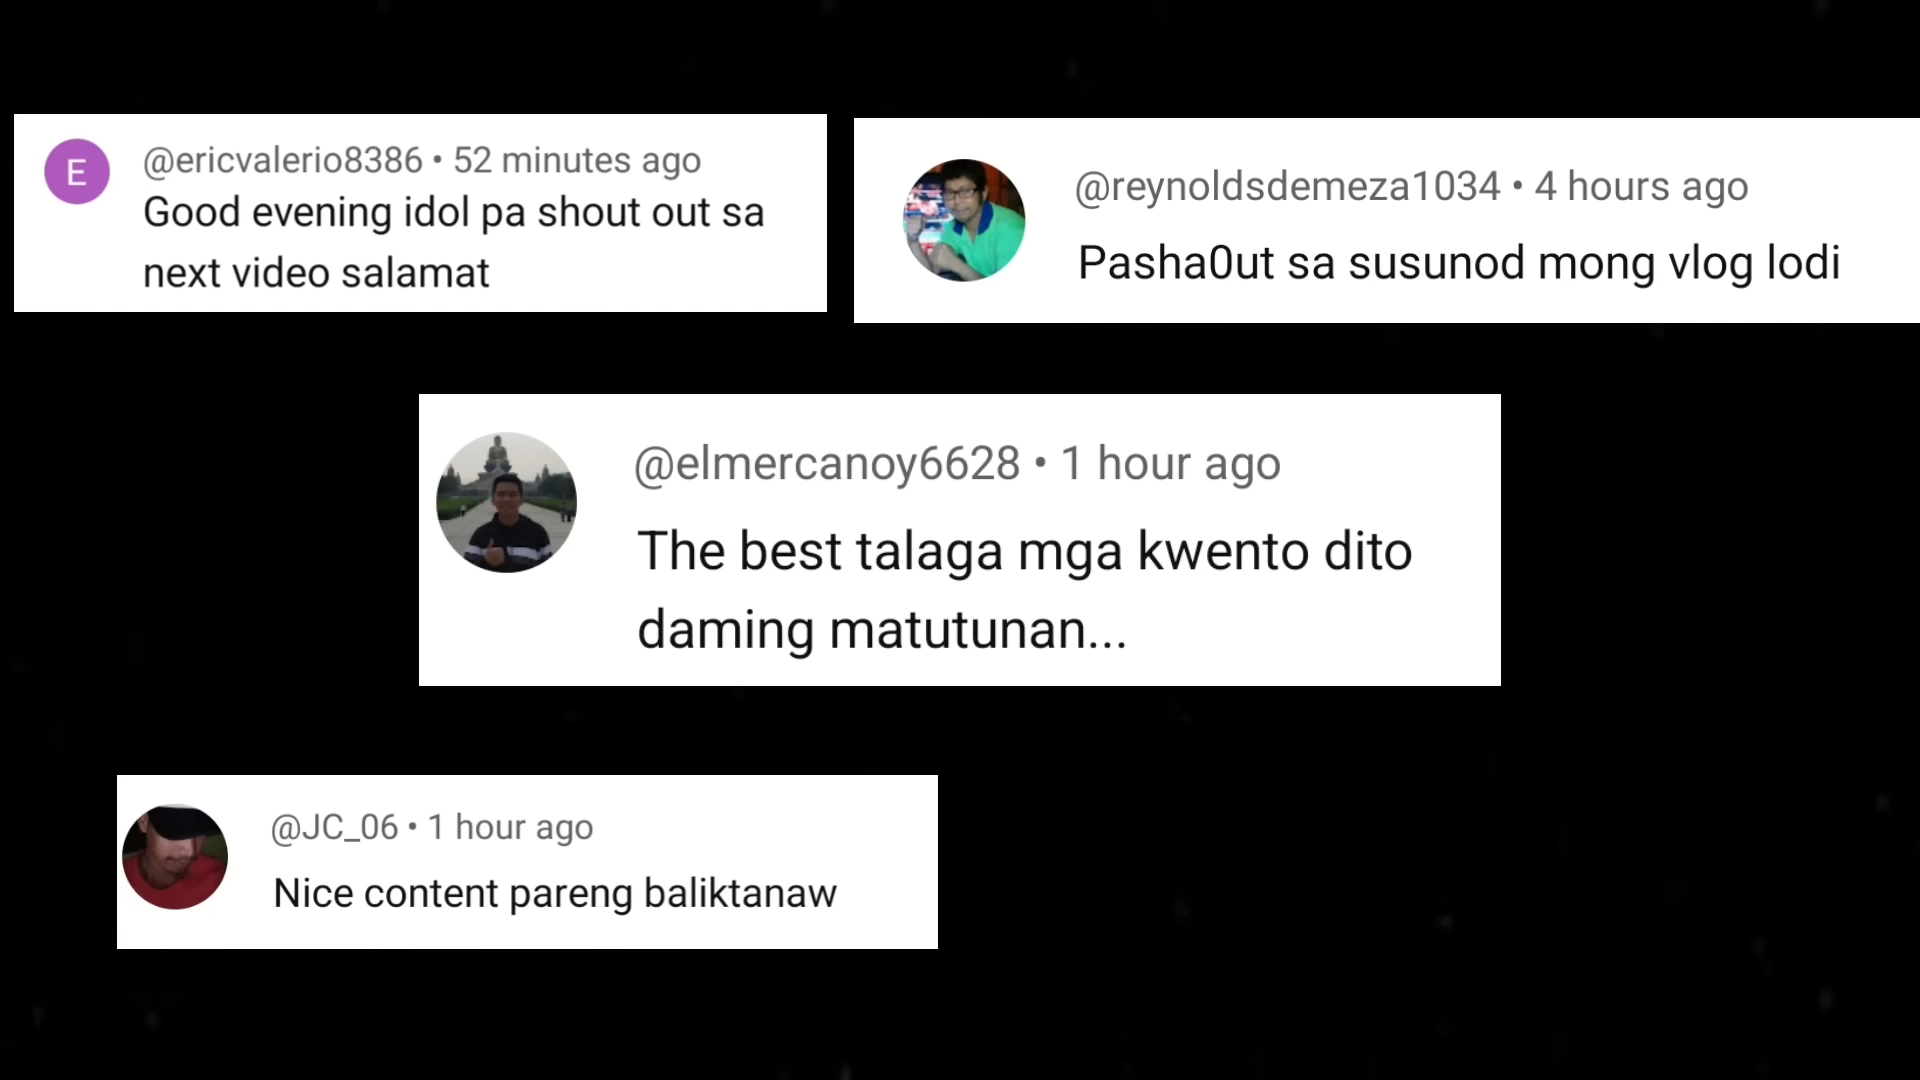 E
@ericvalerio8386 • 52 minutes ago
Good evening idol pa shout out sa
next video salamat
@reynoldsdemeza1034 • 4 hours ago
Pasha0ut sa susunod mong vlog lodi
@elmercanoy6628 • 1 hour ago
The best talaga mga kwento dito
daming matutunan...
@JC_06 • 1 hour ago
Nice content pareng baliktanaw